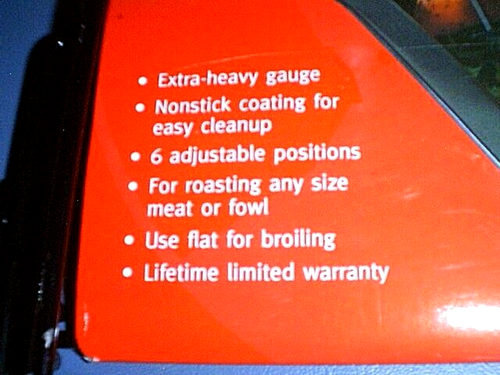 • Extra-heavy gauge
• Nonstick coating for
easy cleanup
• 6 adjustable positions
• For roasting any size
meat or fowl
• Use flat for broiling
• Lifetime limited warranty